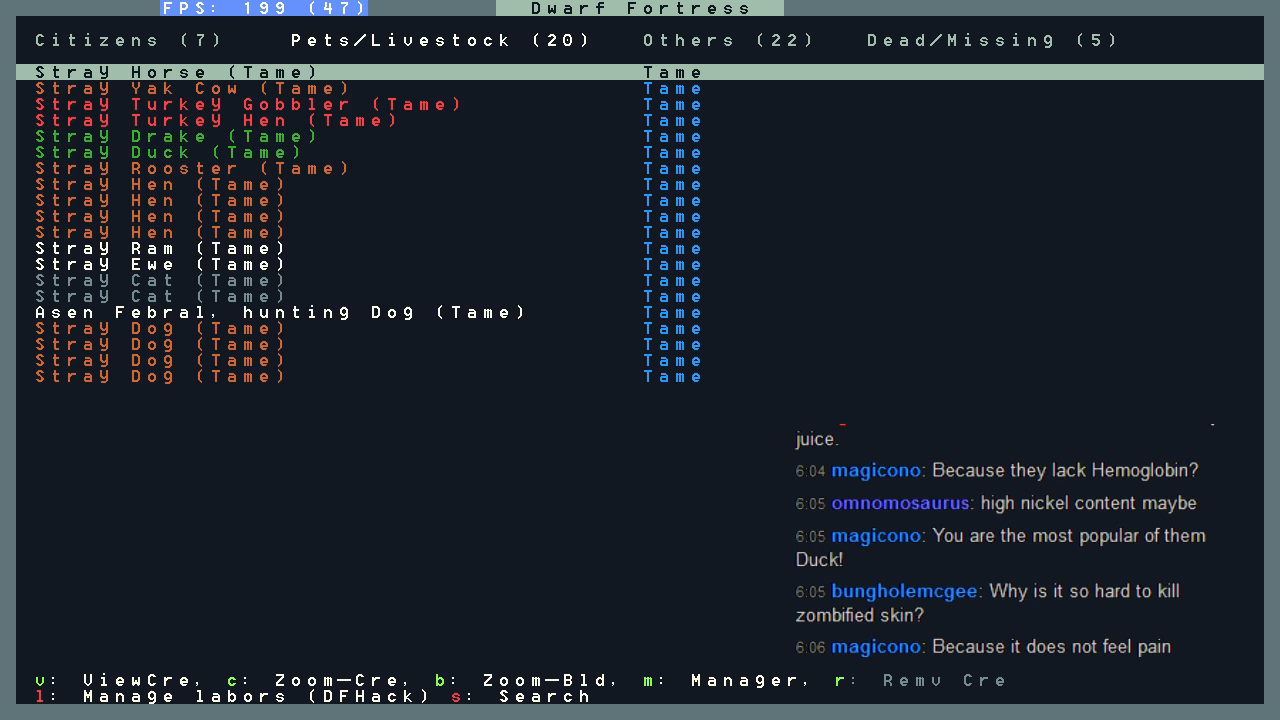 FPS: 199 (47) Dwarf Fortress
Citizens (7) Pets/Livestock (20) Others (22) Dead/Missing (5)
Stray Horse (Tame) Tame
Stray Yak Cow (Tame) Tame
Stray Turkey Gobbler (Tame) Tame
Stray Turkey Hen (Tame) Tame
Stray Drake (Tame) Tame
Stray Duck (Tame) Tame
Stray Rooster (Tame) Tame
Stray Hen (Tame) Tame
Stray Hen (Tame) Tame
Stray Hen (Tame) Tame
Stray Hen (Tame) Tame
Stray Ram (Tame) Tame
Stray Ewe (Tame) Tame
Stray Cat (Tame) Tame
Stray Cat (Tame) Tame
Asen Febral, hunting Dog (Tame) Tame
Stray Dog (Tame) Tame
Stray Dog (Tame) Tame
Stray Dog (Tame) Tame
Stray Dog (Tame) Tame
juice.
6:04 magicono: Because they lack Hemoglobin?
6:05 omnomosaurus: high nickel content maybe
6:05 magicono: You are the most popular of them
Duck!
6:05 bungholemcgee: Why is it so hard to kill
zombified skin?
6:06 magicono: Because it does not feel pain
v: ViewCre, c: Zoom—Cre, b: Zoom—Bld, m: Manager, r: Remv Cre
l: Manage labors (DFHack) s: Search